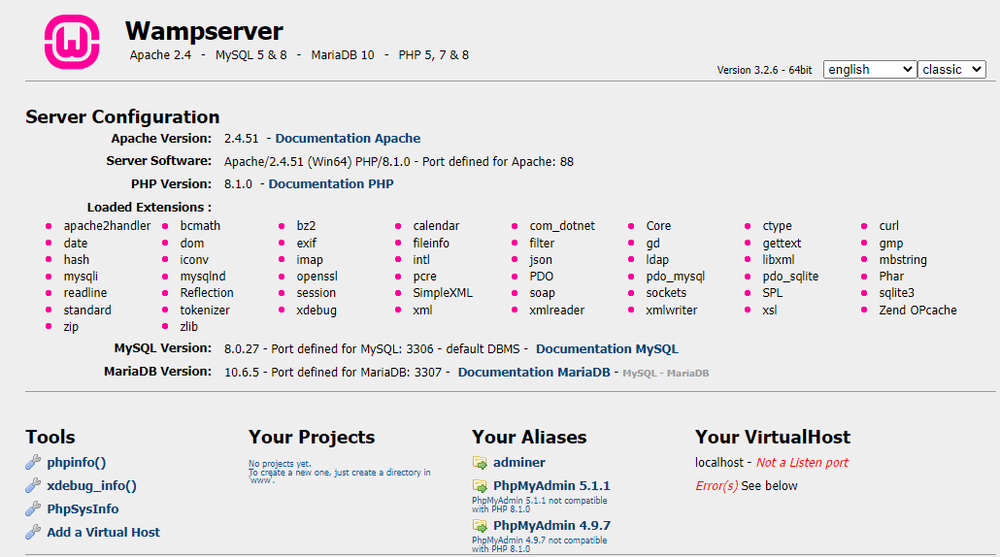 Wampserver
Apache 2.4 - MySQL 5 & 8 - MariaDB 10 - PHP 5, 7 & 8
Version 3.2.6 - 64bit english classic
Server Configuration
Apache Version: 2.4.51 - Documentation Apache
Server Software: Apache/2.4.51 (Win64) PHP/8.1.0 - Port defined for Apache: 88
PHP Version: 8.1.0 - Documentation PHP
Loaded Extensions :
apache2handler bcmath bz2 calendar com_dotnet Core ctype curl
date dom exif fileinfo filter gd gettext gmp
hash iconv imap intl json ldap libxml mbstring
mysqli mysqlnd openssl pcre PDO pdo_mysql pdo_sqlite Phar
readline Reflection session SimpleXML soap sockets SPL sqlite3
standard tokenizer xdebug xml xmlreader xmlwriter xsl Zend OPcache
zip zlib
MySQL Version: 8.0.27 - Port defined for MySQL: 3306 - default DBMS - Documentation MySQL
MariaDB Version: 10.6.5 - Port defined for MariaDB: 3307 - Documentation MariaDB - MySQL - MariaDB
Tools
phpinfo()
xdebug_info()
PhpSysInfo
Add a Virtual Host
Your Projects
No projects yet.
To create a new one, just create a directory in
'www'.
Your Aliases
adminer
PhpMyAdmin 5.1.1
PhpMyAdmin 5.1.1 not compatible
with PHP 8.1.0
PhpMyAdmin 4.9.7
PhpMyAdmin 4.9.7 not compatible
with PHP 8.1.0
Your VirtualHost
localhost - Not a Listen port
Error(s) See below